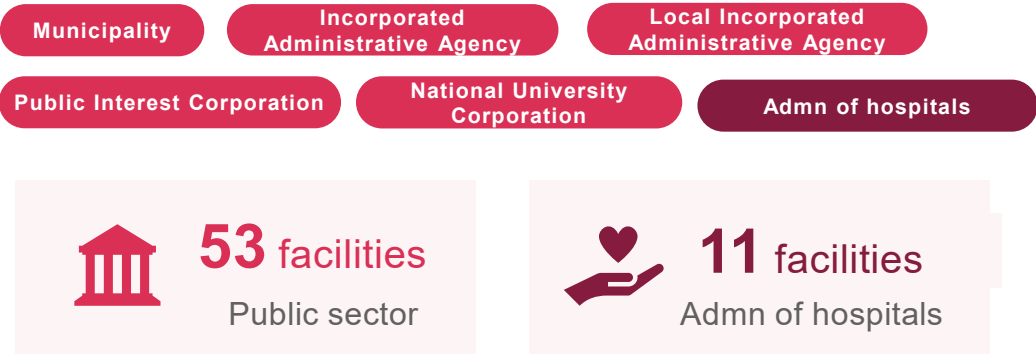 Municipality
Incorporated
Administrative Agency
Local Incorporated
Administrative Agency
Public Interest Corporation
National University
Corporation
Admn of hospitals
53 facilities
Public sector
11 facilities
Admn of hospitals